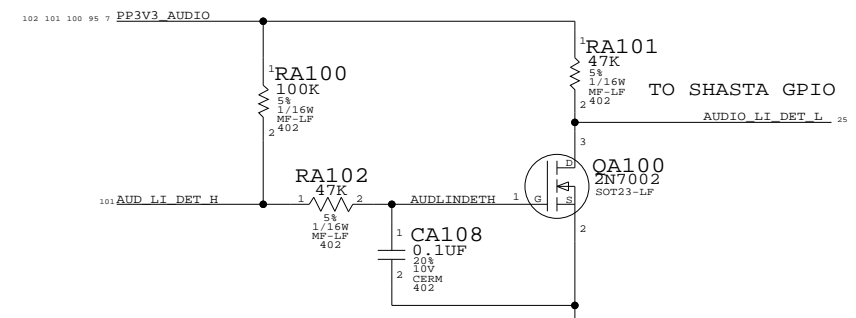 102 101 100 95 7 PP3V3_AUDIO
1
RA100
100K
5%
1/16W
MF-LF
402
2
1
RA101
47K
5%
1/16W
MF-LF
402
2
TO SHASTA GPIO
AUDIO_LI_DET_L 25
3
D
QA100
2N7002
SOT23-LF
G
S
1
2
101 AUD_LI_DET_H
RA102
47K
1 2
5%
1/16W
MF-LF
402
AUDLINDETH
1
CA108
0.1UF
20%
10V
CERM
402
2